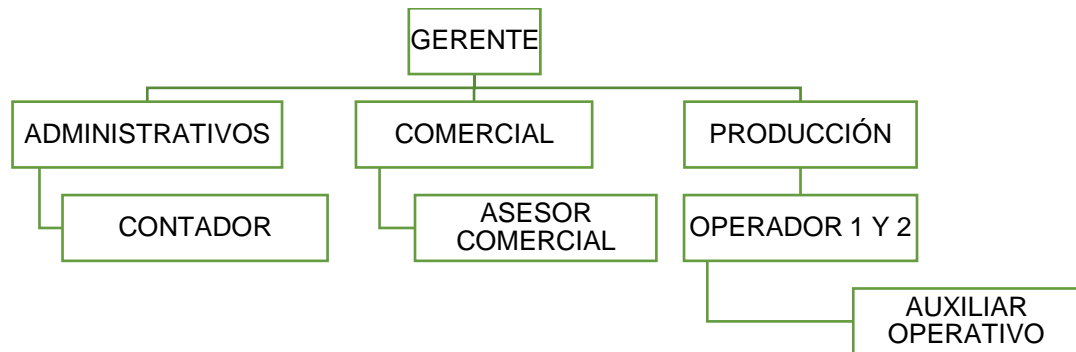 GERENTE
ADMINISTRATIVOS
COMERCIAL
PRODUCCIÓN
CONTADOR
ASESOR
COMERCIAL
OPERADOR 1 Y 2
AUXILIAR
OPERATIVO